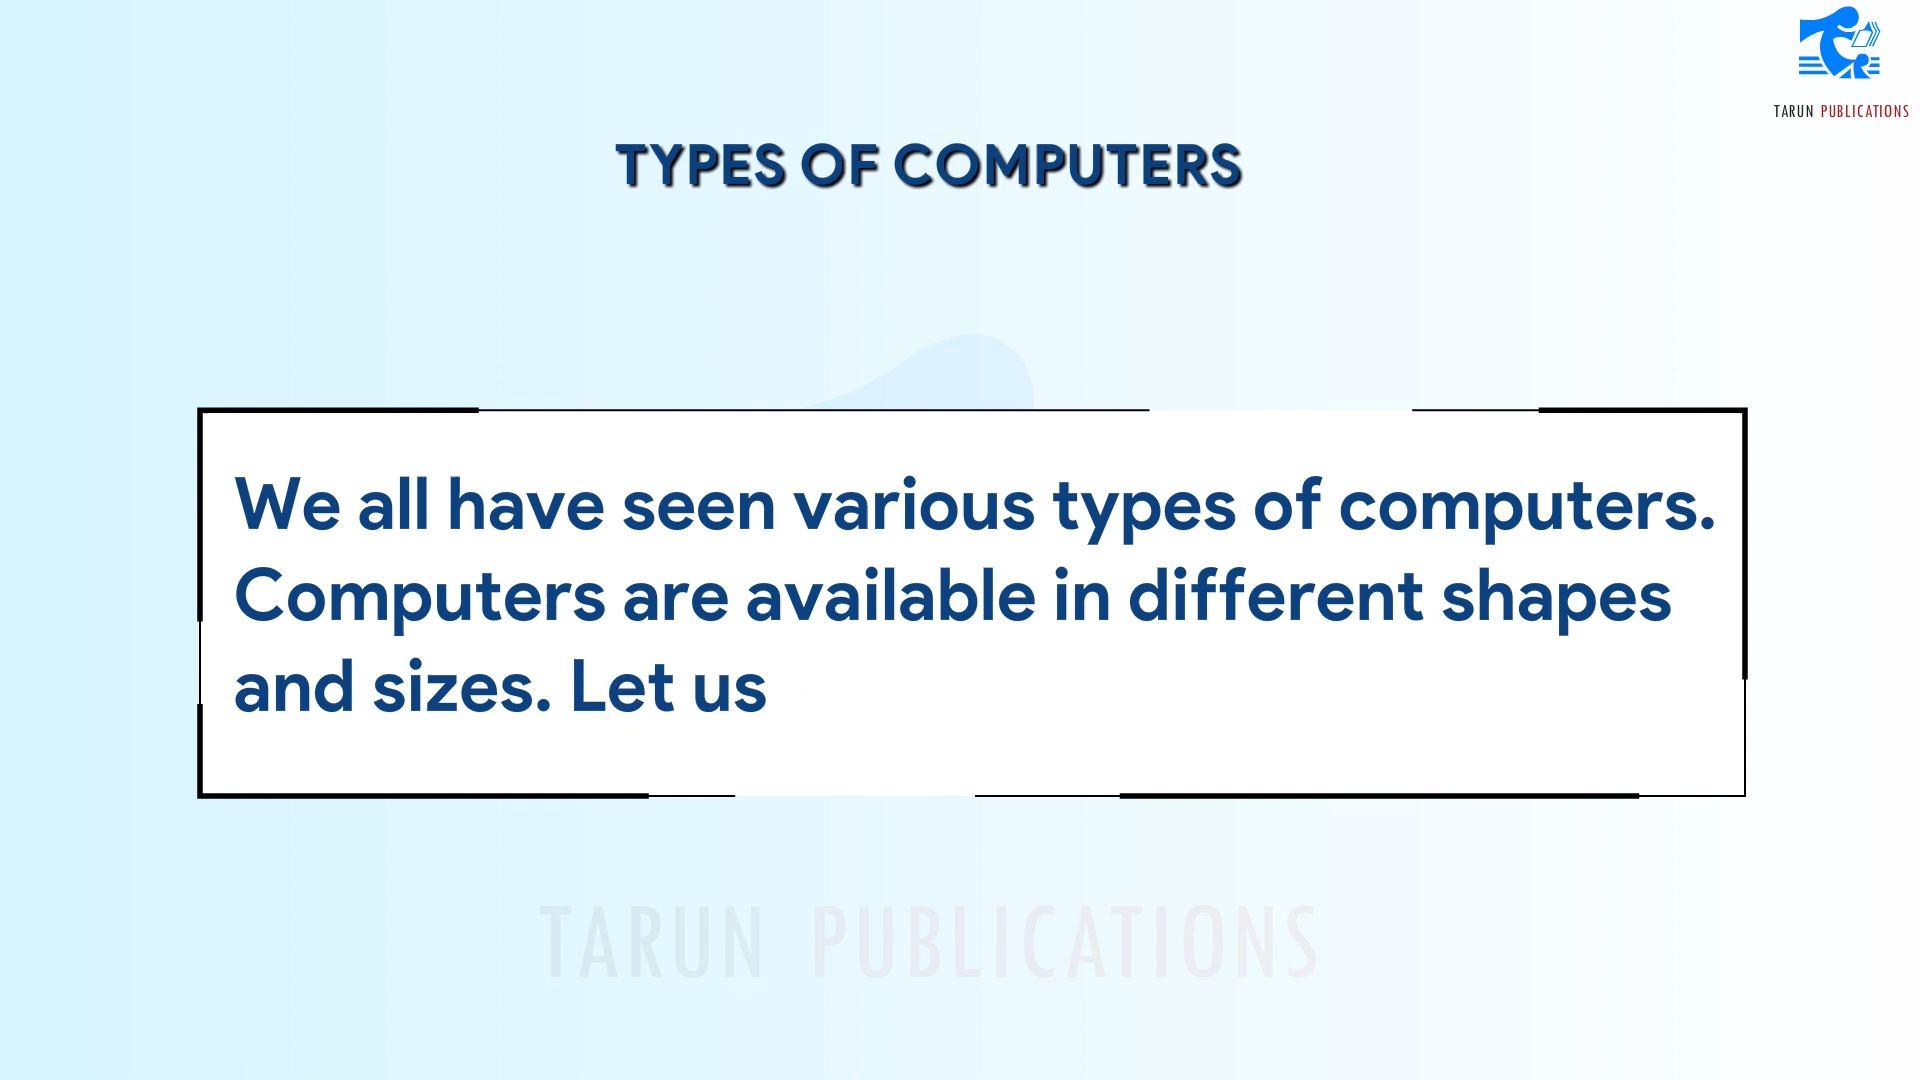 TARUN PUBLICATIONS
TYPES OF COMPUTERS
We all have seen various types of computers.
Computers are available in different shapes
and sizes. Let us
TARUN PUBLICATIONS